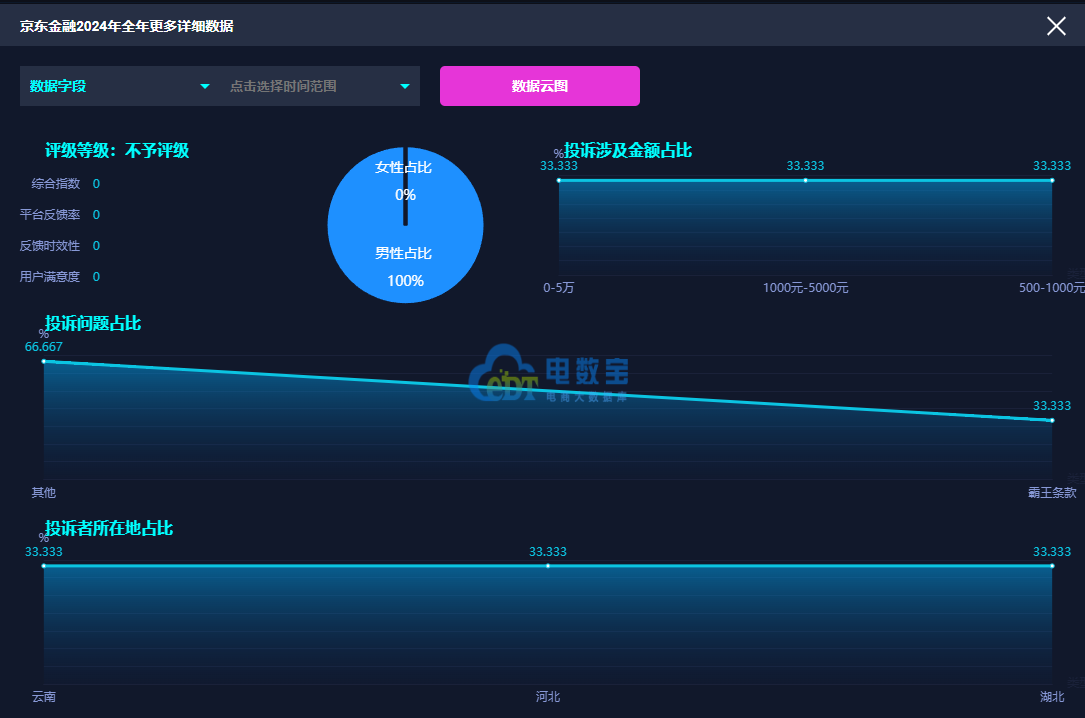 京东金融2024年全年更多详细数据
数据字段
点击选择时间范围
数据云图
评级等级：不予评级
综合指数 0
平台反馈率 0
反馈时效性 0
用户满意度 0
女性占比
0%
男性占比
100%
投诉涉及金额占比
%
33.333
33.333
33.333
0-5万
1000元-5000元
500-1000元
投诉问题占比
%
66.667
33.333
其他
霸王条款
电数宝
电商大数据库
投诉者所在地占比
%
33.333
33.333
33.333
云南
河北
湖北